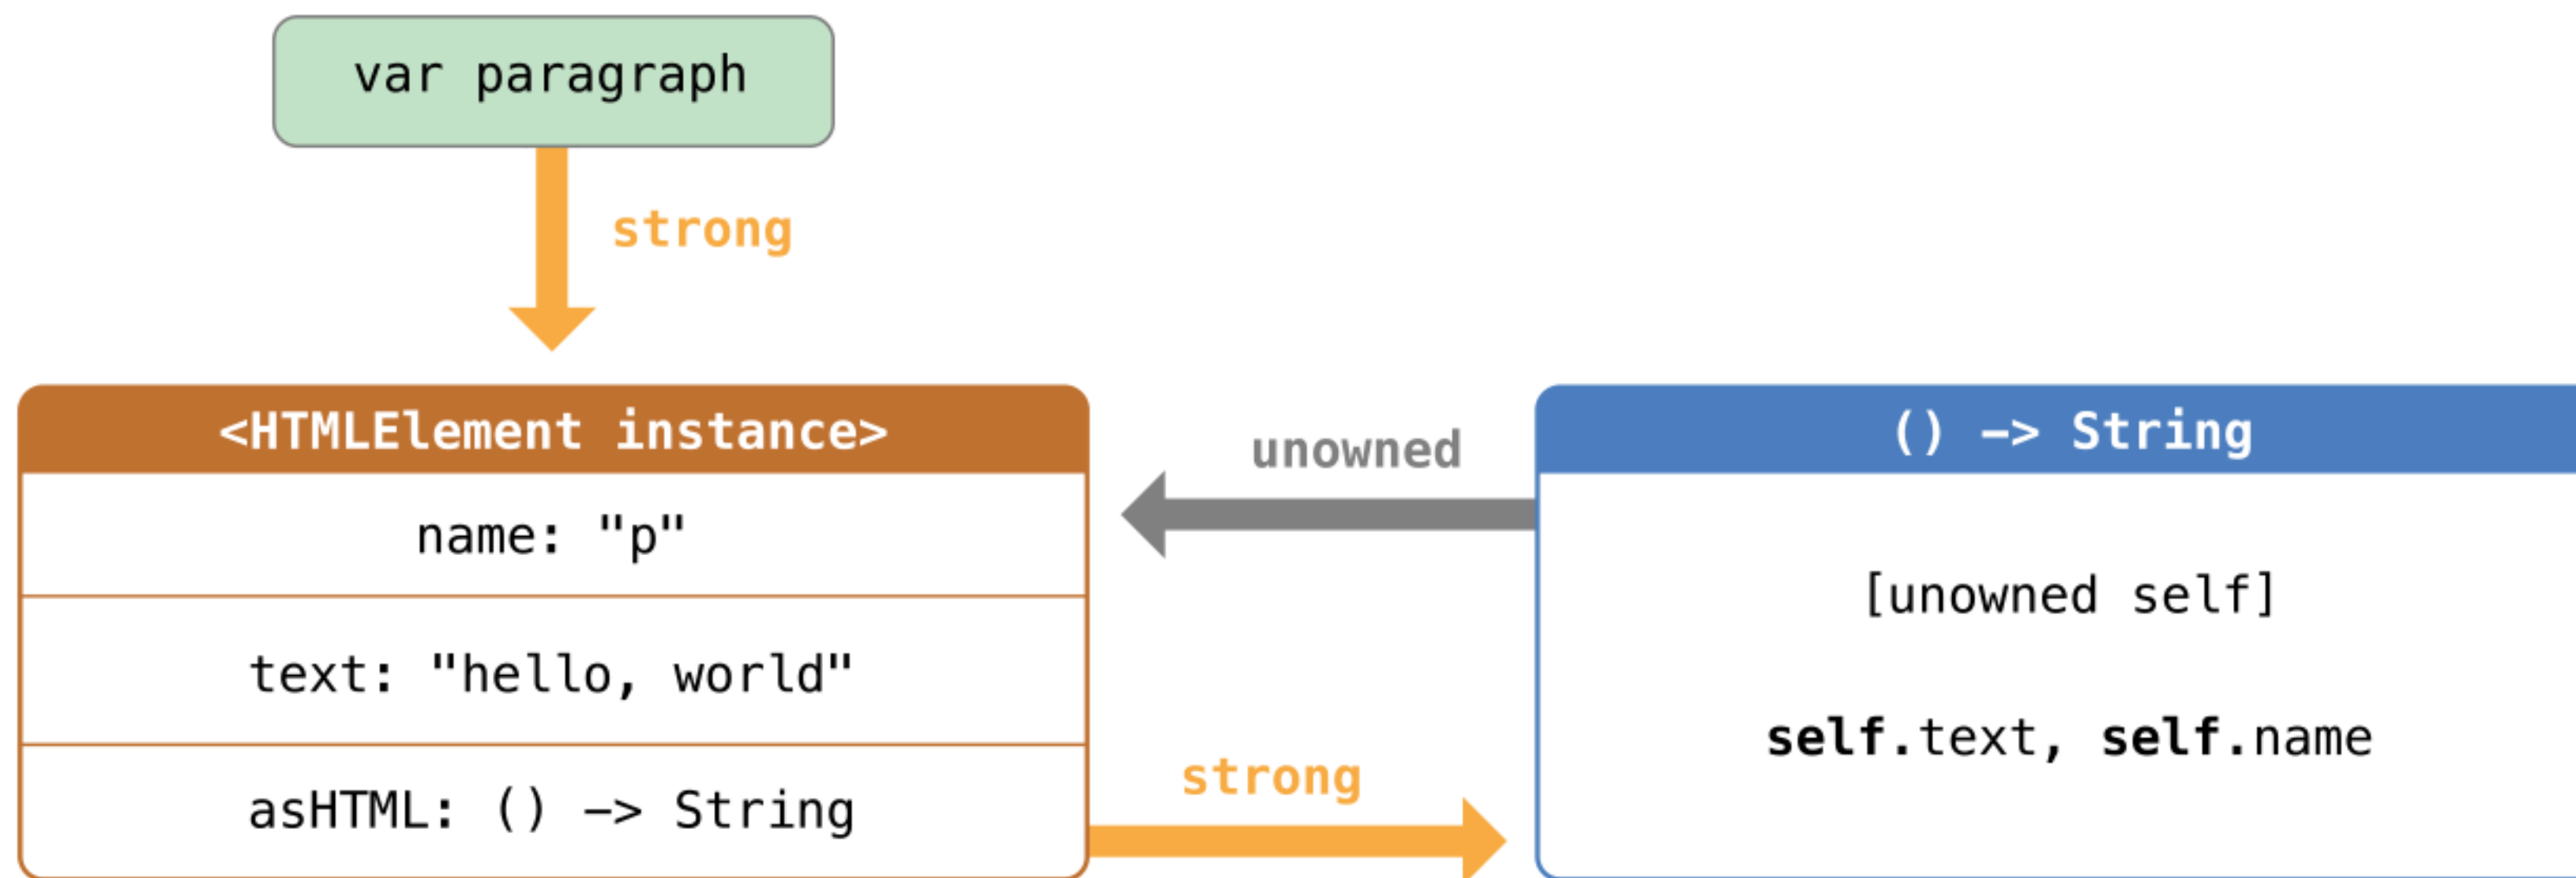 var paragraph
strong
<HTMLElement instance>
unowned
() -> String
name: "p"
[unowned self]
text: "hello, world"
self.text, self.name
strong
asHTML: () -> String